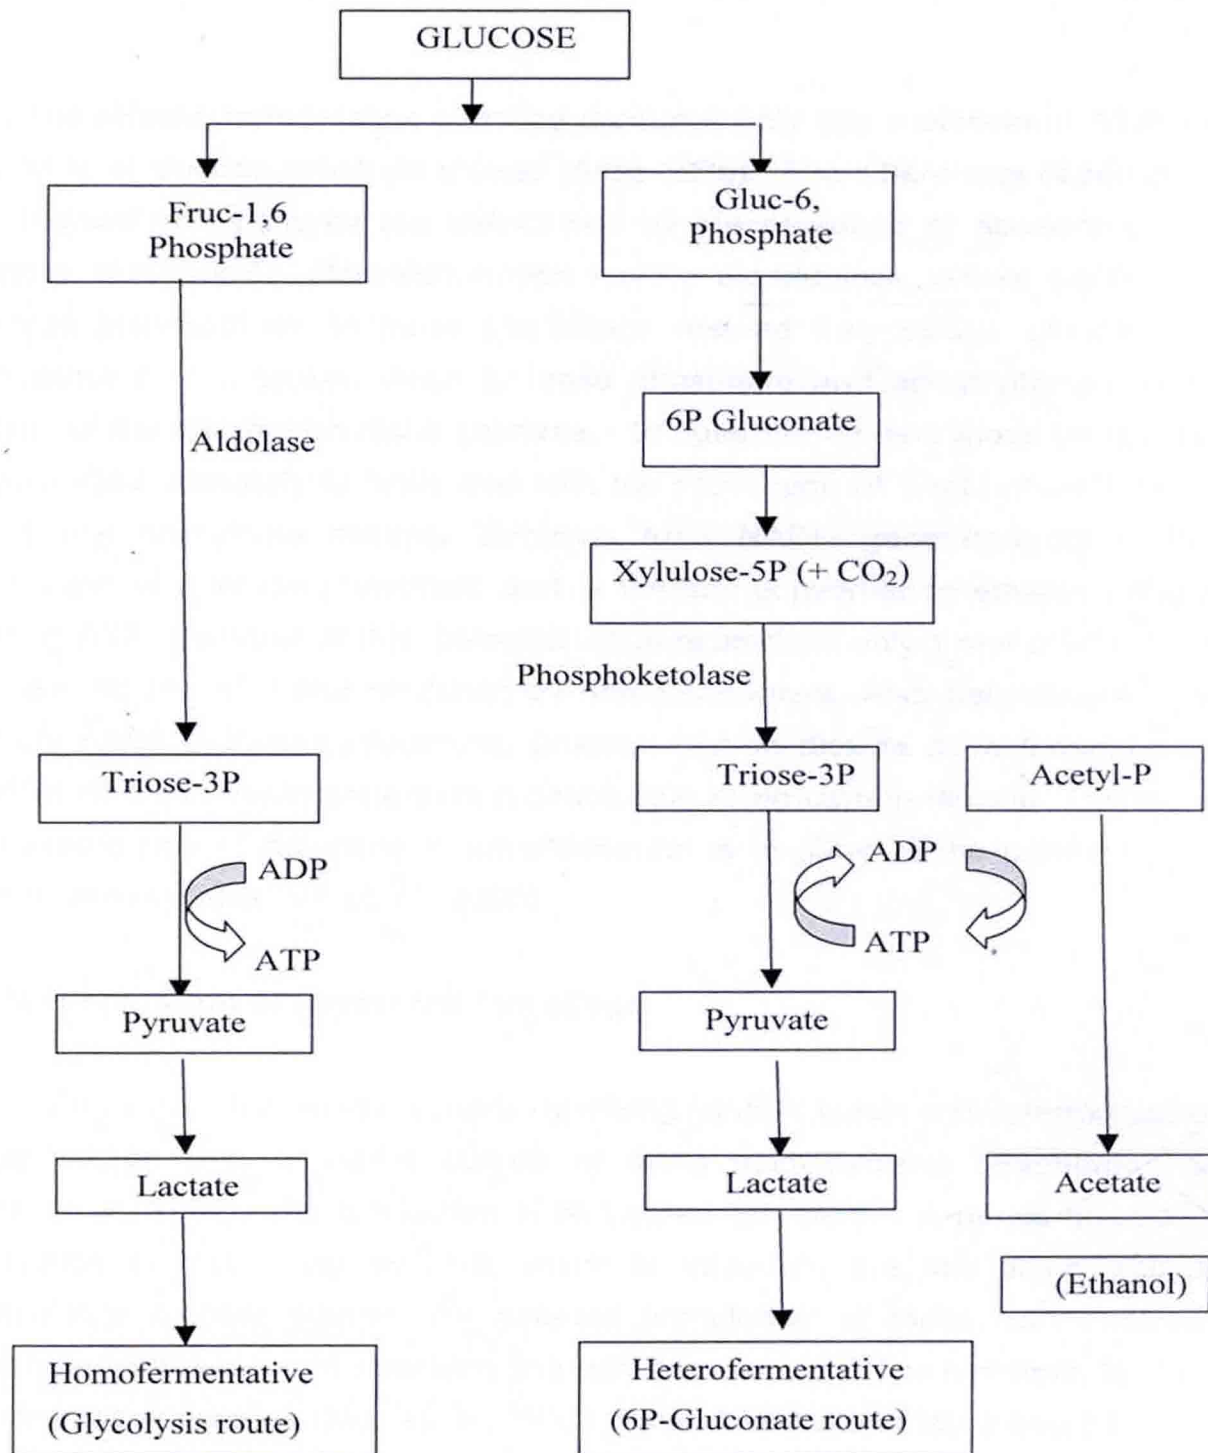 GLUCOSE
Fruc-1,6
Phosphate
Gluc-6,
Phosphate
6P Gluconate
Aldolase
Xylulose-5P (+ CO₂)
Phosphoketolase
Triose-3P
Triose-3P
Acetyl-P
ADP
ATP
ADP
ATP
Pyruvate
Pyruvate
Lactate
Lactate
Acetate
(Ethanol)
Homofermentative
(Glycolysis route)
Heterofermentative
(6P-Gluconate route)